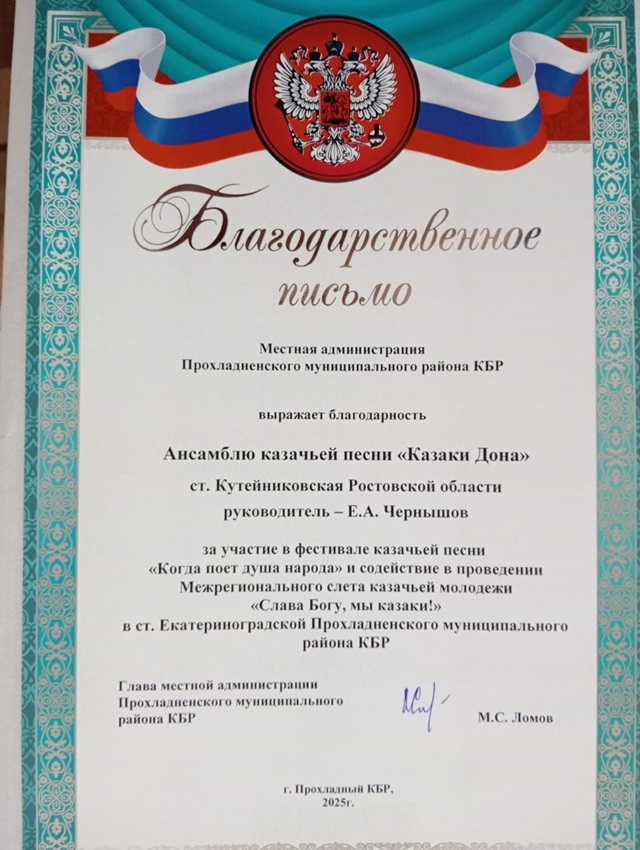 Благодарственное
письмо
Местная администрация
Прохладненского муниципального района КБР
выражает благодарность
Ансамблю казачьей песни «Казаки Дона»
ст. Кутейниковская Ростовской области
руководитель – Е.А. Чернышов
за участие в фестивале казачьей песни
«Когда поет душа народа» и содействие в проведении
Межрегионального слета казачьей молодежи
«Слава Богу, мы казаки!»
в ст. Екатериноградской Прохладненского муниципального
района КБР
Глава местной администрации
Прохладненского муниципального
района КБР
М.С. Ломов
г. Прохладный КБР,
2025г.